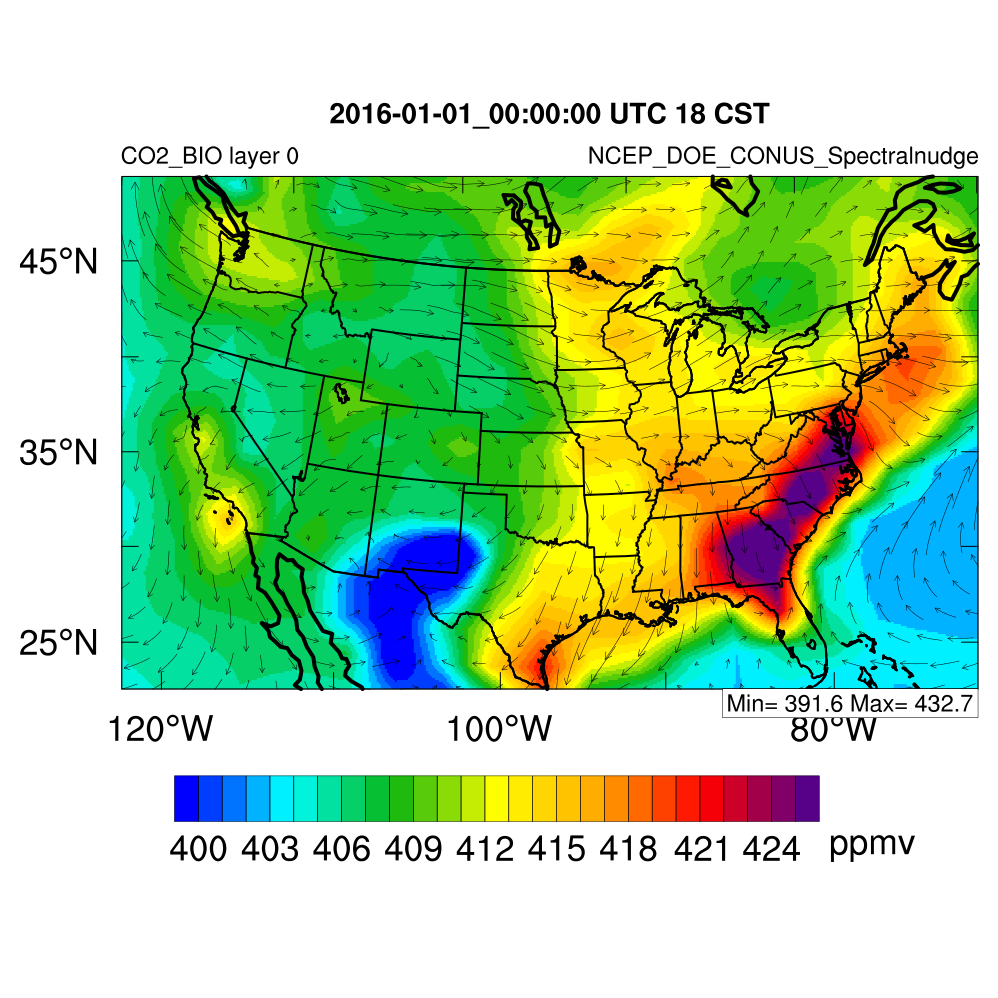 2016-01-01_00:00:00 UTC 18 CST
CO2_BIO layer 0 NCEP_DOE_CONUS_Spectralnudge
45°N
35°N
25°N
Min= 391.6 Max= 432.7
120°W 100°W 80°W
400 403 406 409 412 415 418 421 424 ppmv